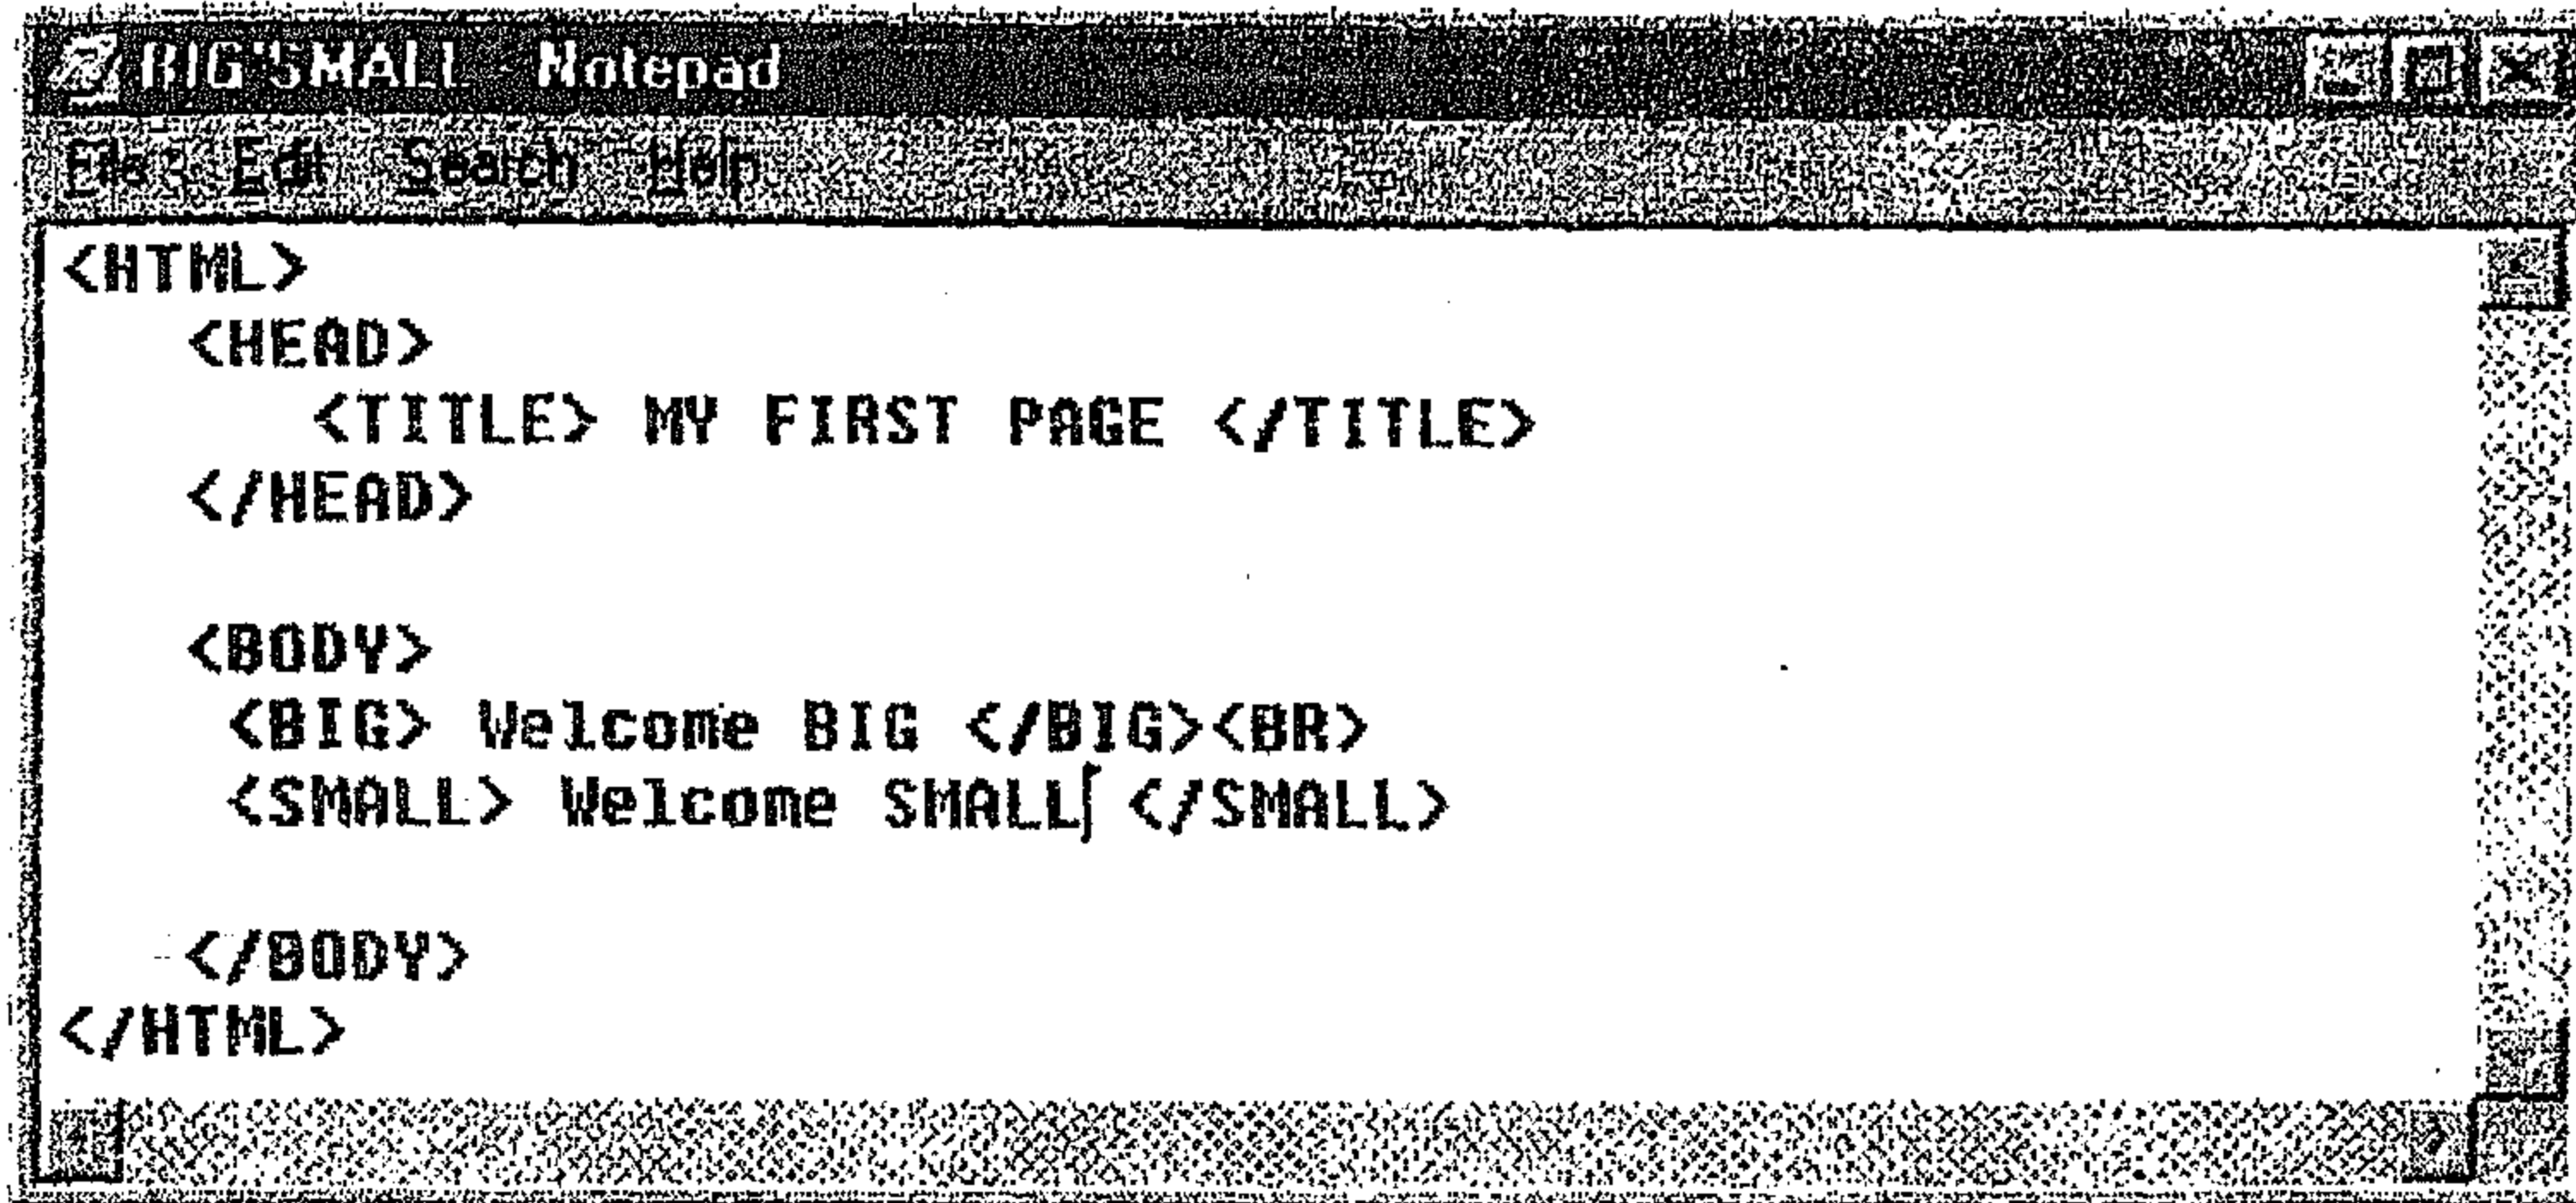 BIG'SMALL - Notepad
File Edit Search Help
<HTML>
<HEAD>
<TITLE> MY FIRST PAGE </TITLE>
</HEAD>
<BODY>
<BIG> Welcome BIG </BIG><BR>
<SMALL> Welcome SMALL </SMALL>
</BODY>
</HTML>